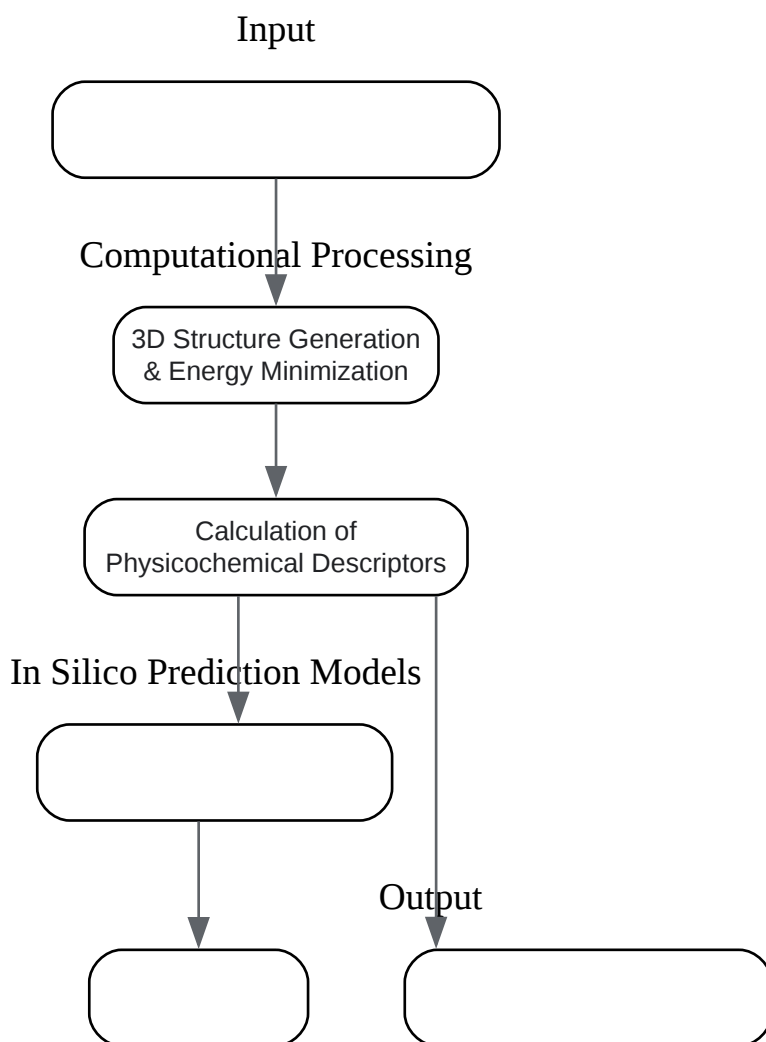 Input
Computational Processing
3D Structure Generation
& Energy Minimization
Calculation of
Physicochemical Descriptors
In Silico Prediction Models
Output